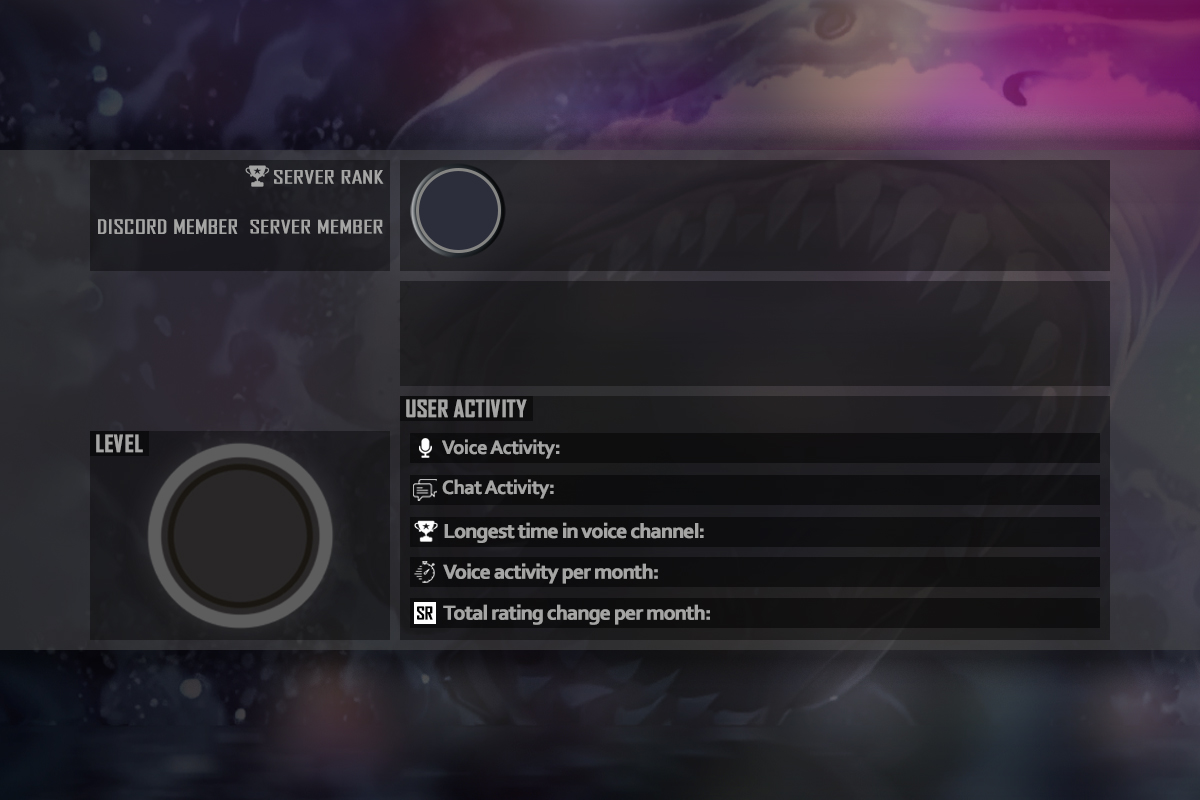 SERVER RANK
DISCORD MEMBER SERVER MEMBER
USER ACTIVITY
LEVEL
Voice Activity:
Chat Activity:
Longest time in voice channel:
Voice activity per month:
SR Total rating change per month: